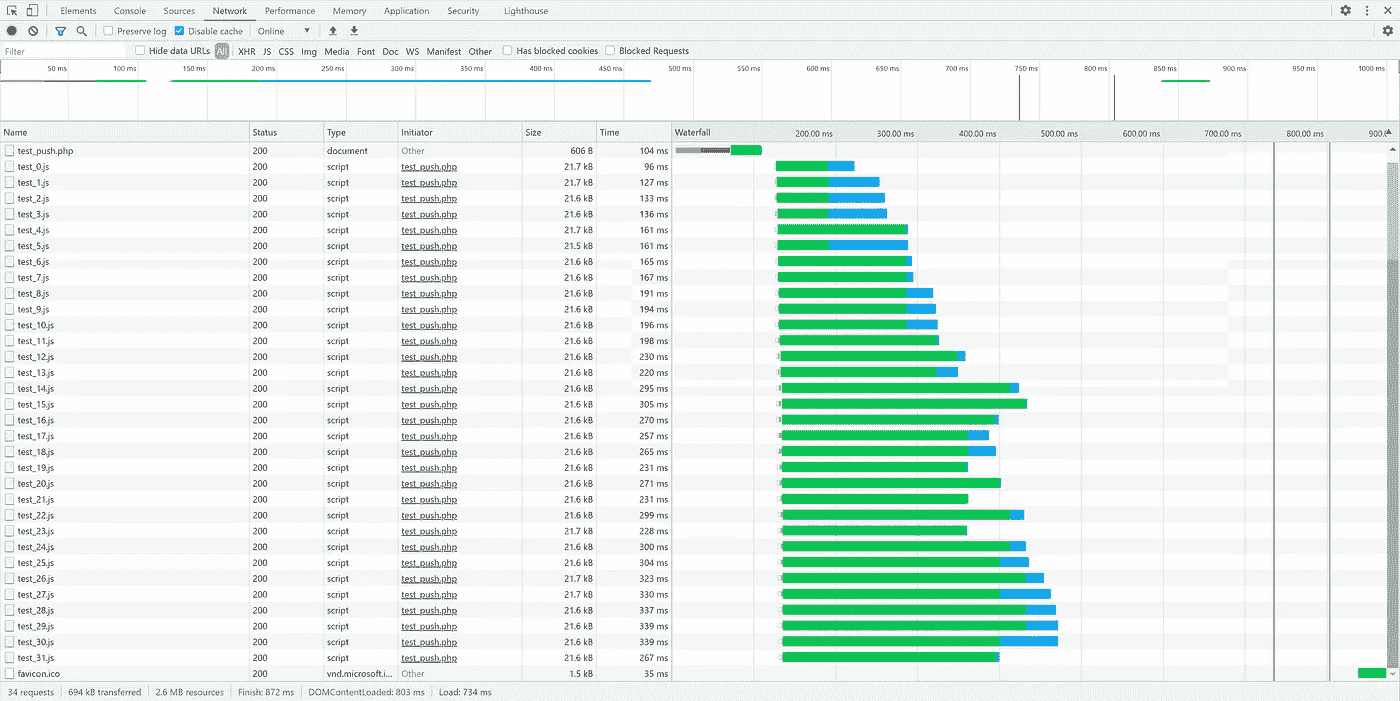 Elements Console Sources Network Performance Memory Application Security Lighthouse
Preserve log Disable cache Online
Filter Hide data URLs All XHR JS CSS Img Media Font Doc WS Manifest Other Has blocked cookies Blocked Requests
50 ms 100 ms 150 ms 200 ms 250 ms 300 ms 350 ms 400 ms 450 ms 500 ms 550 ms 600 ms 650 ms 700 ms 750 ms 800 ms 850 ms 900 ms 950 ms 1000 ms
Name Status Type Initiator Size Time Waterfall 200.00 ms 300.00 ms 400.00 ms 500.00 ms 600.00 ms 700.00 ms 800.00 ms 900.0
test_push.php 200 document Other 606 B 104 ms
test_0.js 200 script test_push.php 21.7 kB 96 ms
test_1.js 200 script test_push.php 21.7 kB 127 ms
test_2.js 200 script test_push.php 21.6 kB 133 ms
test_3.js 200 script test_push.php 21.6 kB 136 ms
test_4.js 200 script test_push.php 21.7 kB 161 ms
test_5.js 200 script test_push.php 21.5 kB 161 ms
test_6.js 200 script test_push.php 21.6 kB 165 ms
test_7.js 200 script test_push.php 21.6 kB 167 ms
test_8.js 200 script test_push.php 21.6 kB 191 ms
test_9.js 200 script test_push.php 21.6 kB 194 ms
test_10.js 200 script test_push.php 21.6 kB 196 ms
test_11.js 200 script test_push.php 21.6 kB 198 ms
test_12.js 200 script test_push.php 21.6 kB 230 ms
test_13.js 200 script test_push.php 21.6 kB 220 ms
test_14.js 200 script test_push.php 21.6 kB 295 ms
test_15.js 200 script test_push.php 21.6 kB 305 ms
test_16.js 200 script test_push.php 21.6 kB 270 ms
test_17.js 200 script test_push.php 21.6 kB 257 ms
test_18.js 200 script test_push.php 21.6 kB 265 ms
test_19.js 200 script test_push.php 21.6 kB 231 ms
test_20.js 200 script test_push.php 21.6 kB 271 ms
test_21.js 200 script test_push.php 21.6 kB 231 ms
test_22.js 200 script test_push.php 21.6 kB 299 ms
test_23.js 200 script test_push.php 21.7 kB 228 ms
test_24.js 200 script test_push.php 21.6 kB 300 ms
test_25.js 200 script test_push.php 21.6 kB 304 ms
test_26.js 200 script test_push.php 21.7 kB 323 ms
test_27.js 200 script test_push.php 21.7 kB 330 ms
test_28.js 200 script test_push.php 21.6 kB 337 ms
test_29.js 200 script test_push.php 21.6 kB 339 ms
test_30.js 200 script test_push.php 21.6 kB 339 ms
test_31.js 200 script test_push.php 21.6 kB 267 ms
favicon.ico 200 vnd.microsoft.i... Other 1.5 kB 35 ms
34 requests 694 kB transferred 2.6 MB resources Finish: 872 ms DOMContentLoaded: 803 ms Load: 734 ms